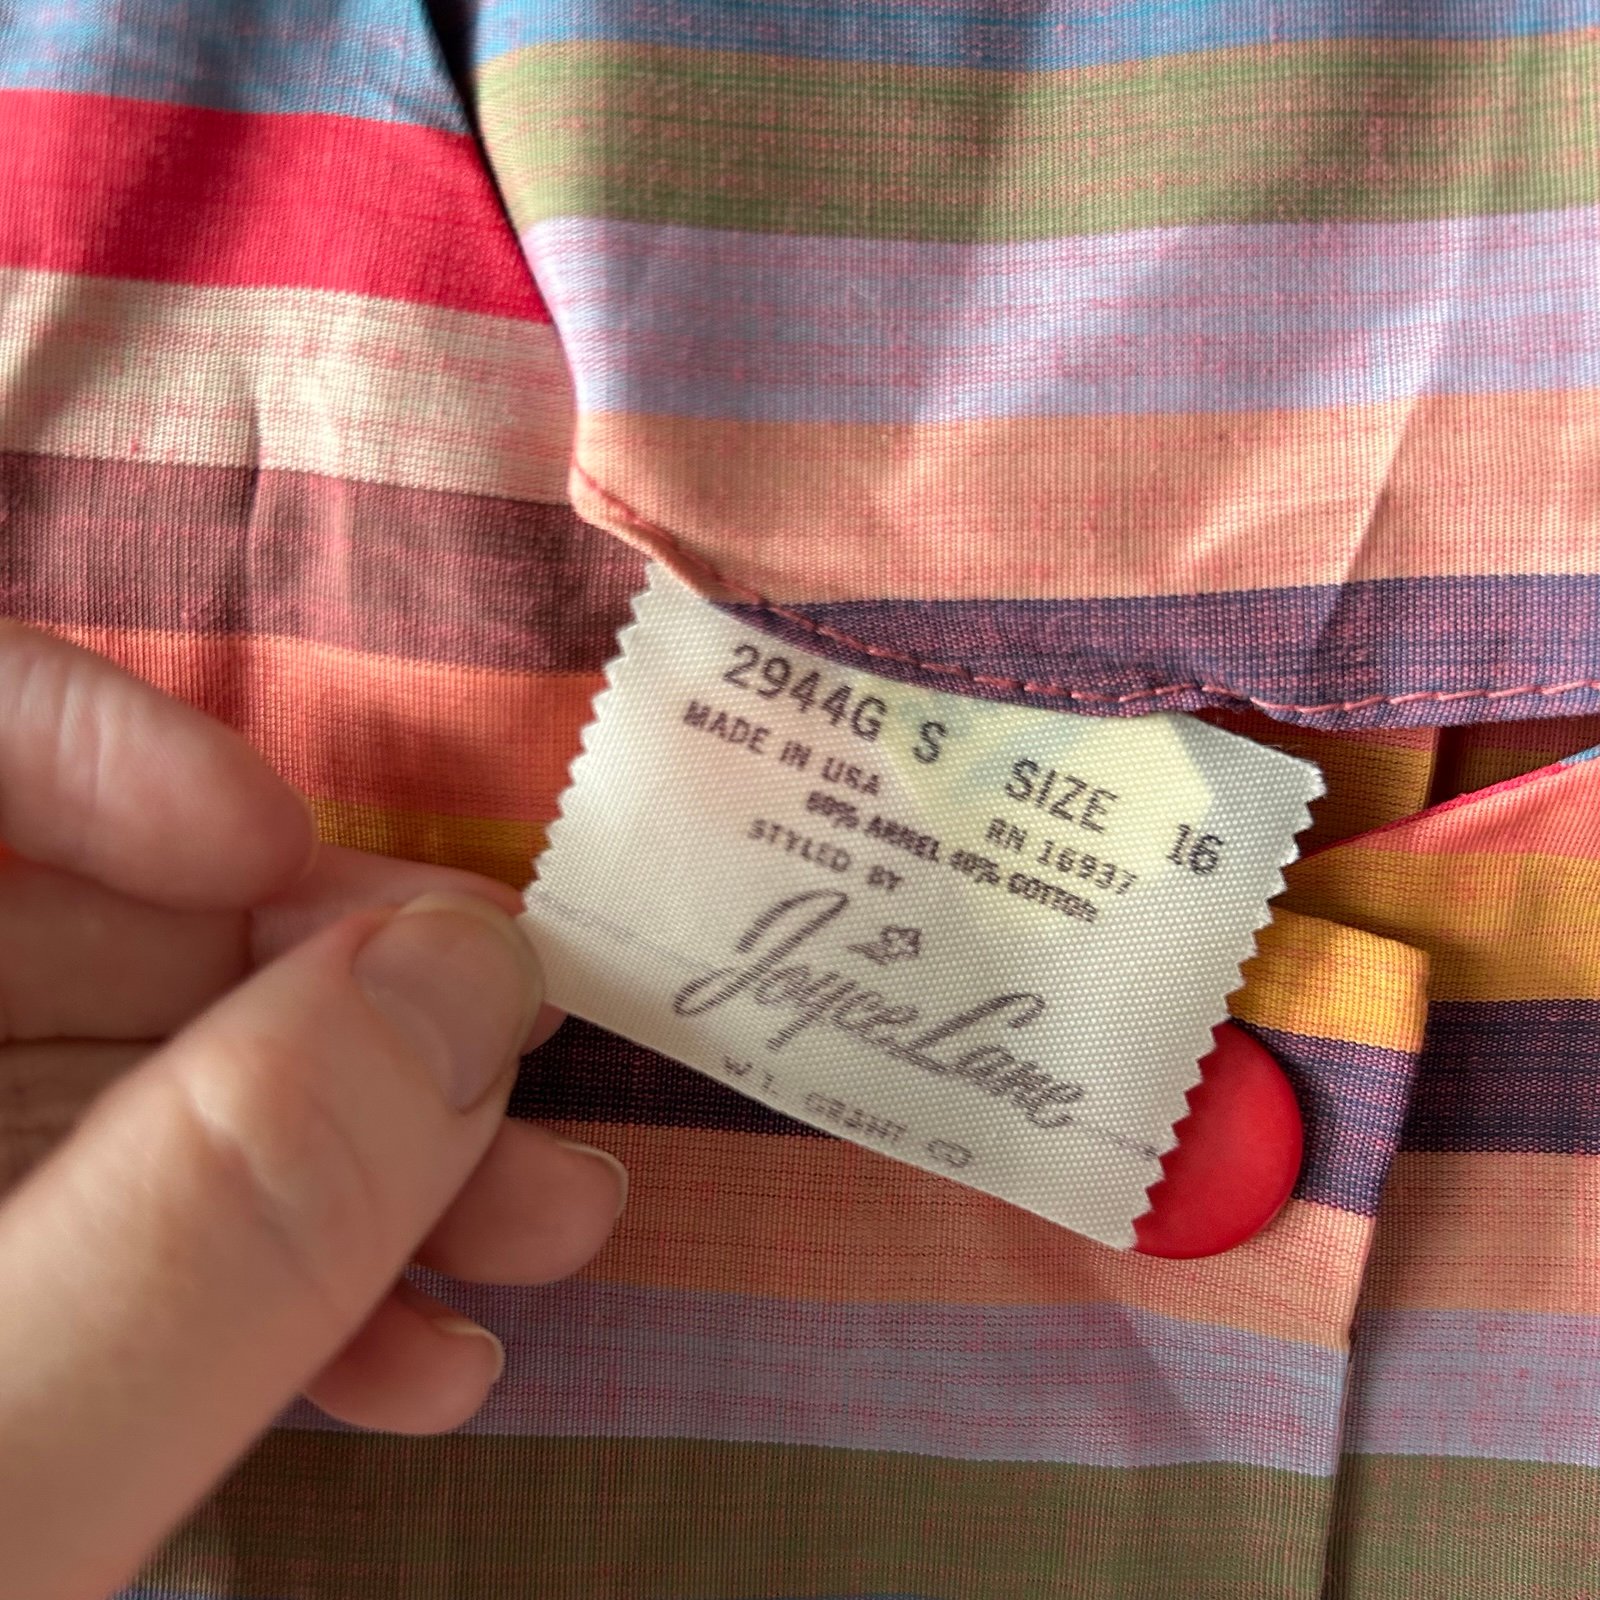 2944G S SIZE 16
MADE IN USA RN 16937
60% ARNEL 40% COTTON
STYLED BY
Joyce Lane
W.T. GRANT CO